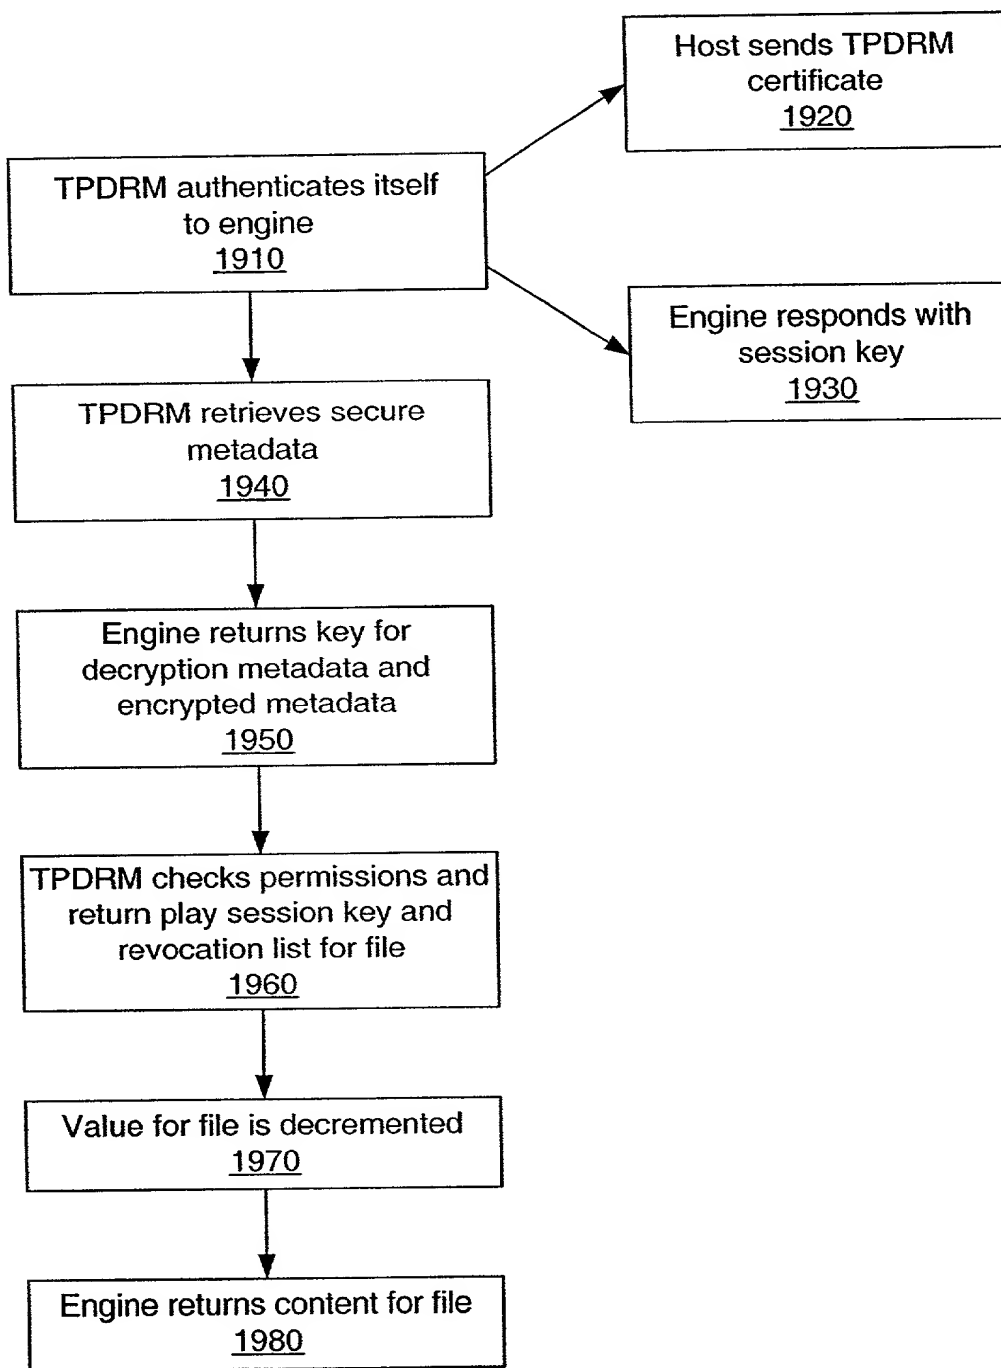 Host sends TPDRM
certificate
1920
TPDRM authenticates itself
to engine
1910
Engine responds with
session key
1930
TPDRM retrieves secure
metadata
1940
Engine returns key for
decryption metadata and
encrypted metadata
1950
TPDRM checks permissions and
return play session key and
revocation list for file
1960
Value for file is decremented
1970
Engine returns content for file
1980